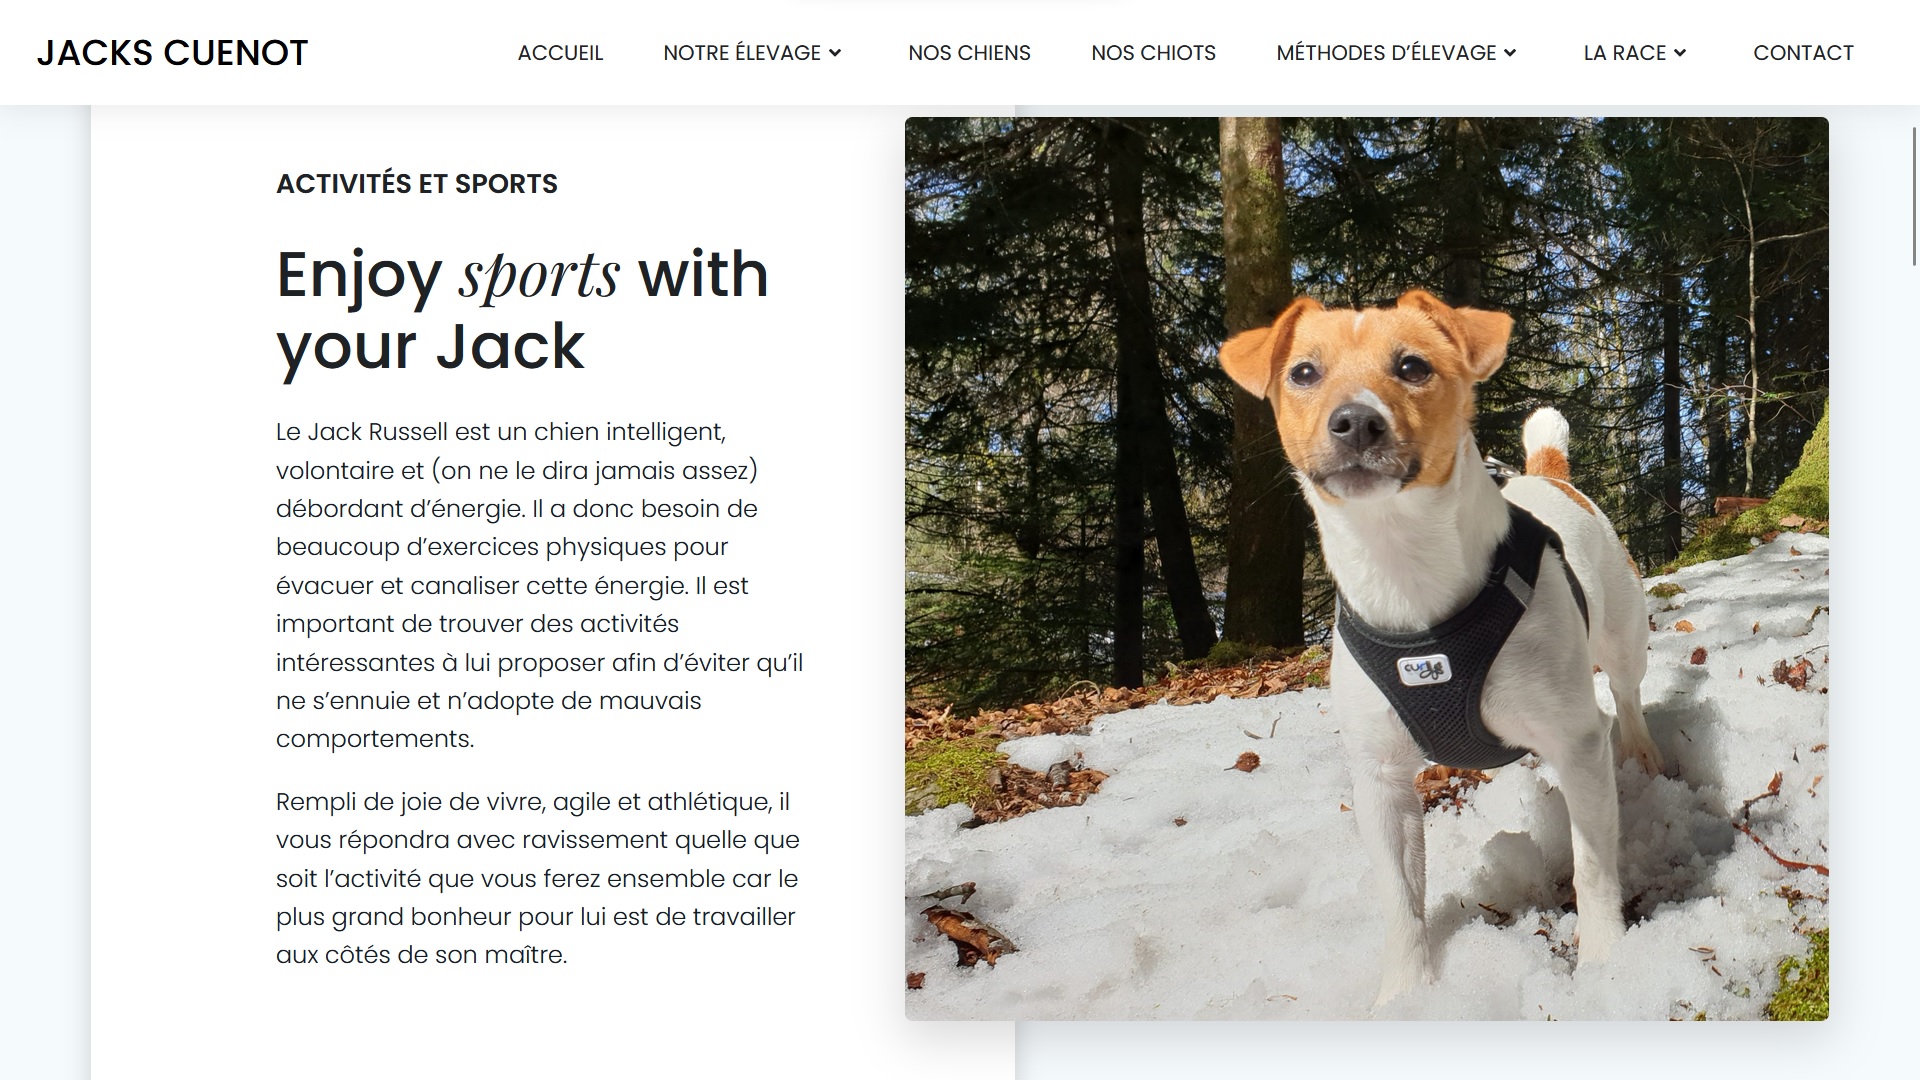 JACKS CUENOT
ACCUEIL
NOTRE ÉLEVAGE
NOS CHIENS
NOS CHIOTS
MÉTHODES D’ÉLEVAGE
LA RACE
CONTACT
ACTIVITÉS ET SPORTS
Enjoy sports with
your Jack
Le Jack Russell est un chien intelligent,
volontaire et (on ne le dira jamais assez)
débordant d’énergie. Il a donc besoin de
beaucoup d’exercices physiques pour
évacuer et canaliser cette énergie. Il est
important de trouver des activités
intéressantes à lui proposer afin d’éviter qu’il
ne s’ennuie et n’adopte de mauvais
comportements.
Rempli de joie de vivre, agile et athlétique, il
vous répondra avec ravissement quelle que
soit l’activité que vous ferez ensemble car le
plus grand bonheur pour lui est de travailler
aux côtés de son maître.